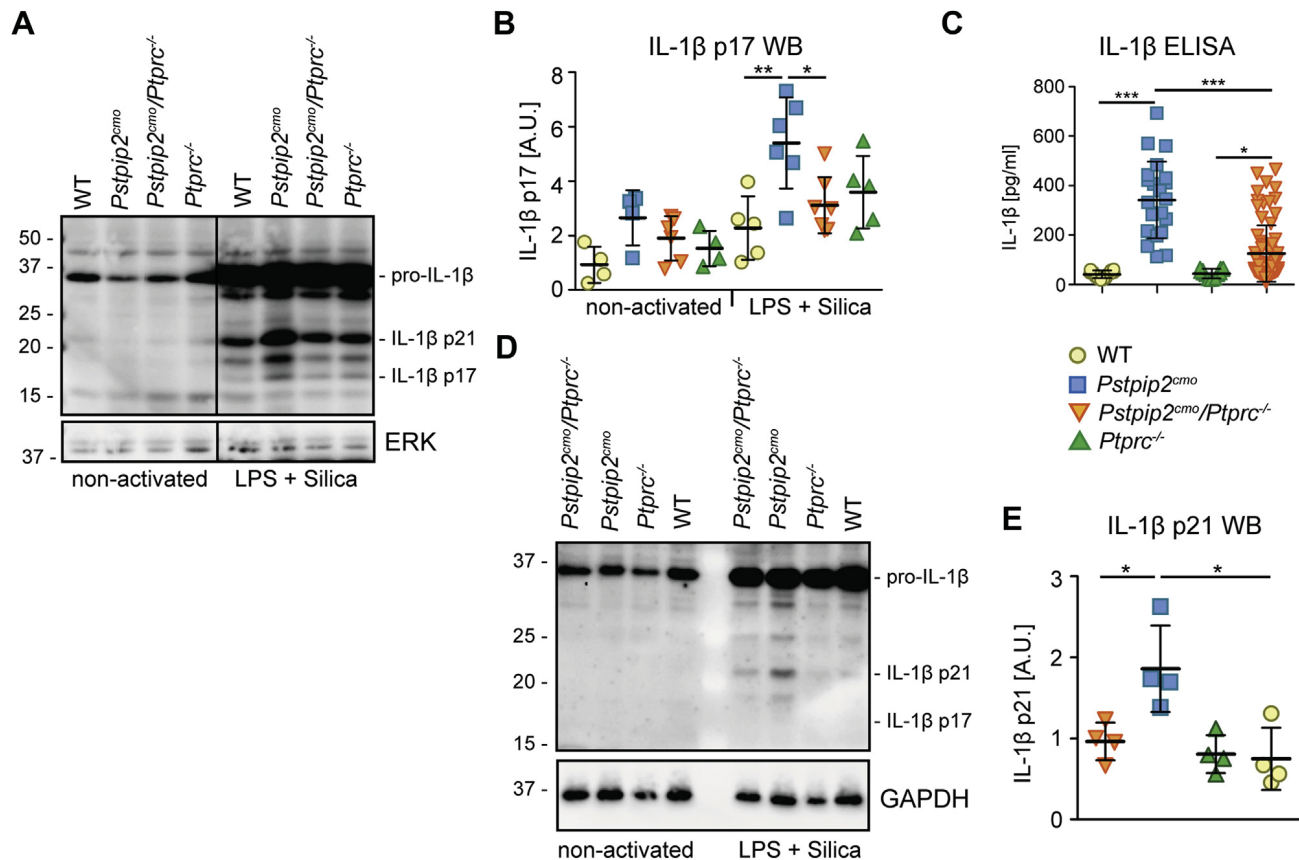 A
WT
Pstpip2cmo
Pstpip2cmo/Ptprc-/-
Ptprc-/-
WT
Pstpip2cmo
Pstpip2cmo/Ptprc-/-
Ptprc-/-
50 -
37 -
25 -
20 -
15 -
- pro-IL-1β
- IL-1β p21
- IL-1β p17
37 -
ERK
non-activated
LPS + Silica
B
IL-1β p17 WB
IL-1β p17 [A.U.]
8
6
4
2
0
**
*
non-activated
LPS + Silica
C
IL-1β ELISA
IL-1β [pg/ml]
800
600
400
200
0
***
***
*
WT
Pstpip2cmo
Pstpip2cmo/Ptprc-/-
Ptprc-/-
D
Pstpip2cmo/Ptprc-/-
Pstpip2cmo
Ptprc-/-
WT
Pstpip2cmo/Ptprc-/-
Pstpip2cmo
Ptprc-/-
WT
37 -
25 -
20 -
15 -
- pro-IL-1β
- IL-1β p21
- IL-1β p17
37 -
GAPDH
non-activated
LPS + Silica
E
IL-1β p21 WB
IL-1β p21 [A.U.]
3
2
1
0
*
*